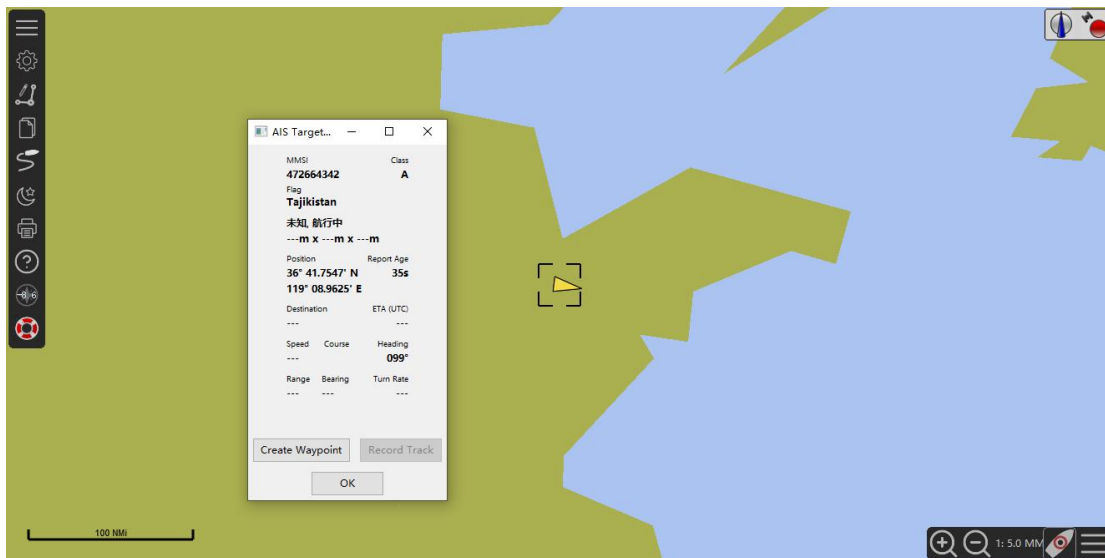 AIS Target...
MMSI Class
472664342 A
Flag
Tajikistan
未知, 航行中
---m x ---m x ---m
Position Report Age
36° 41.7547' N 35s
119° 08.9625' E
Destination ETA (UTC)
--- ---
Speed Course Heading
--- 099°
Range Bearing Turn Rate
--- --- ---
Create Waypoint Record Track
OK
100 NMi
1: 5.0 MM